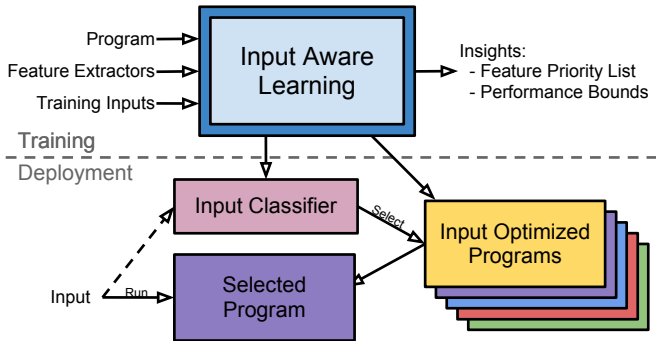 Program
Feature Extractors
Training Inputs
Input Aware
Learning
Insights:
- Feature Priority List
- Performance Bounds
Training
Deployment
Input Classifier
Select
Input Optimized
Programs
Input
Run
Selected
Program